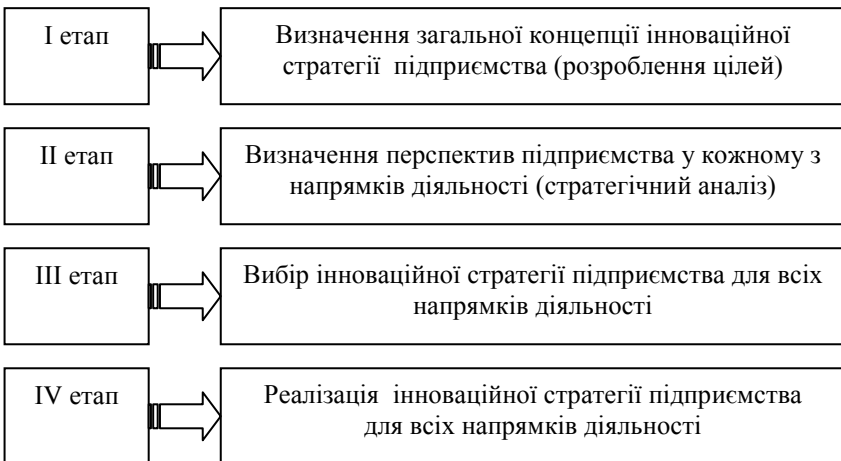 І етап
Визначення загальної концепції інноваційної
стратегії підприємства (розроблення цілей)
ІІ етап
Визначення перспектив підприємства у кожному з
напрямків діяльності (стратегічний аналіз)
ІІІ етап
Вибір інноваційної стратегії підприємства для всіх
напрямків діяльності
IV етап
Реалізація інноваційної стратегії підприємства
для всіх напрямків діяльності